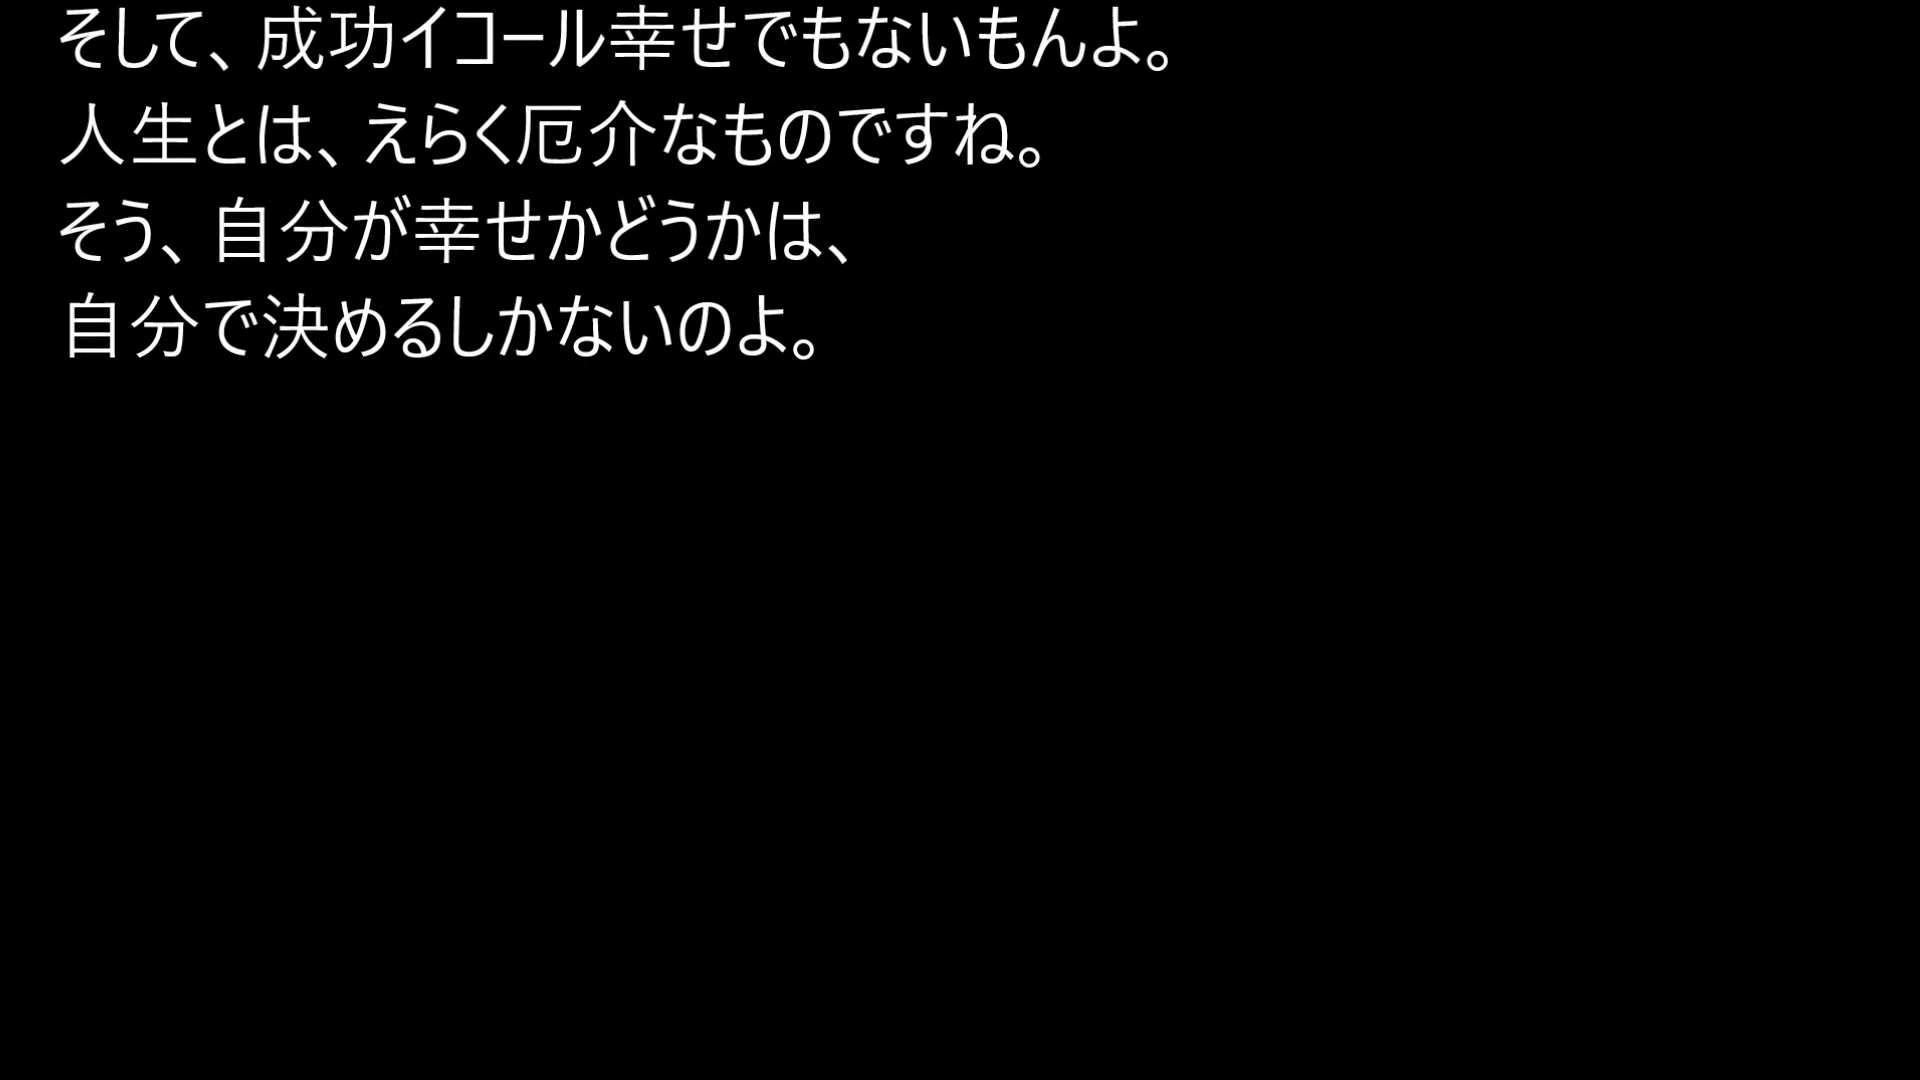 そして、成功イコール幸せでもないもんよ。
人生とは、えらく厄介なものですね。
そう、自分が幸せかどうかは、
自分で決めるしかないのよ。